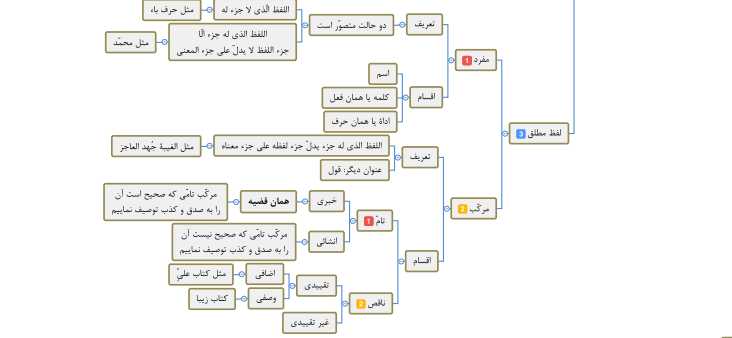 لفظ مطلق 3
مفرد 1
تعریف
دو حالت متصوّر است
اللفظ الّذی لا جزء له
مثل حرف باء
اللفظ الذی له جزء الّا
جزء اللفظ لا یدلّ علی جزء المعنی
مثل محمّد
اقسام
اسم
کلمه یا همان فعل
اداة یا همان حرف
مرکّب 2
تعریف
اللفظ الذی له جزء یدلّ جزء لفظه علی جزء معناه
مثل الغیبة جُهد العاجز
عنوان دیگر: قول
اقسام
تامّ 1
خبری
همان قضیه
مرکّب تامّی که صحیح است آن
را به صدق و کذب توصیف نماییم
انشائی
مرکّب تامّی که صحیح نیست آن
را به صدق و کذب توصیف نماییم
ناقص 2
تقییدی
اضافی
مثل کتاب علیٍّ
وصفی
کتاب زیبا
غیر تقییدی